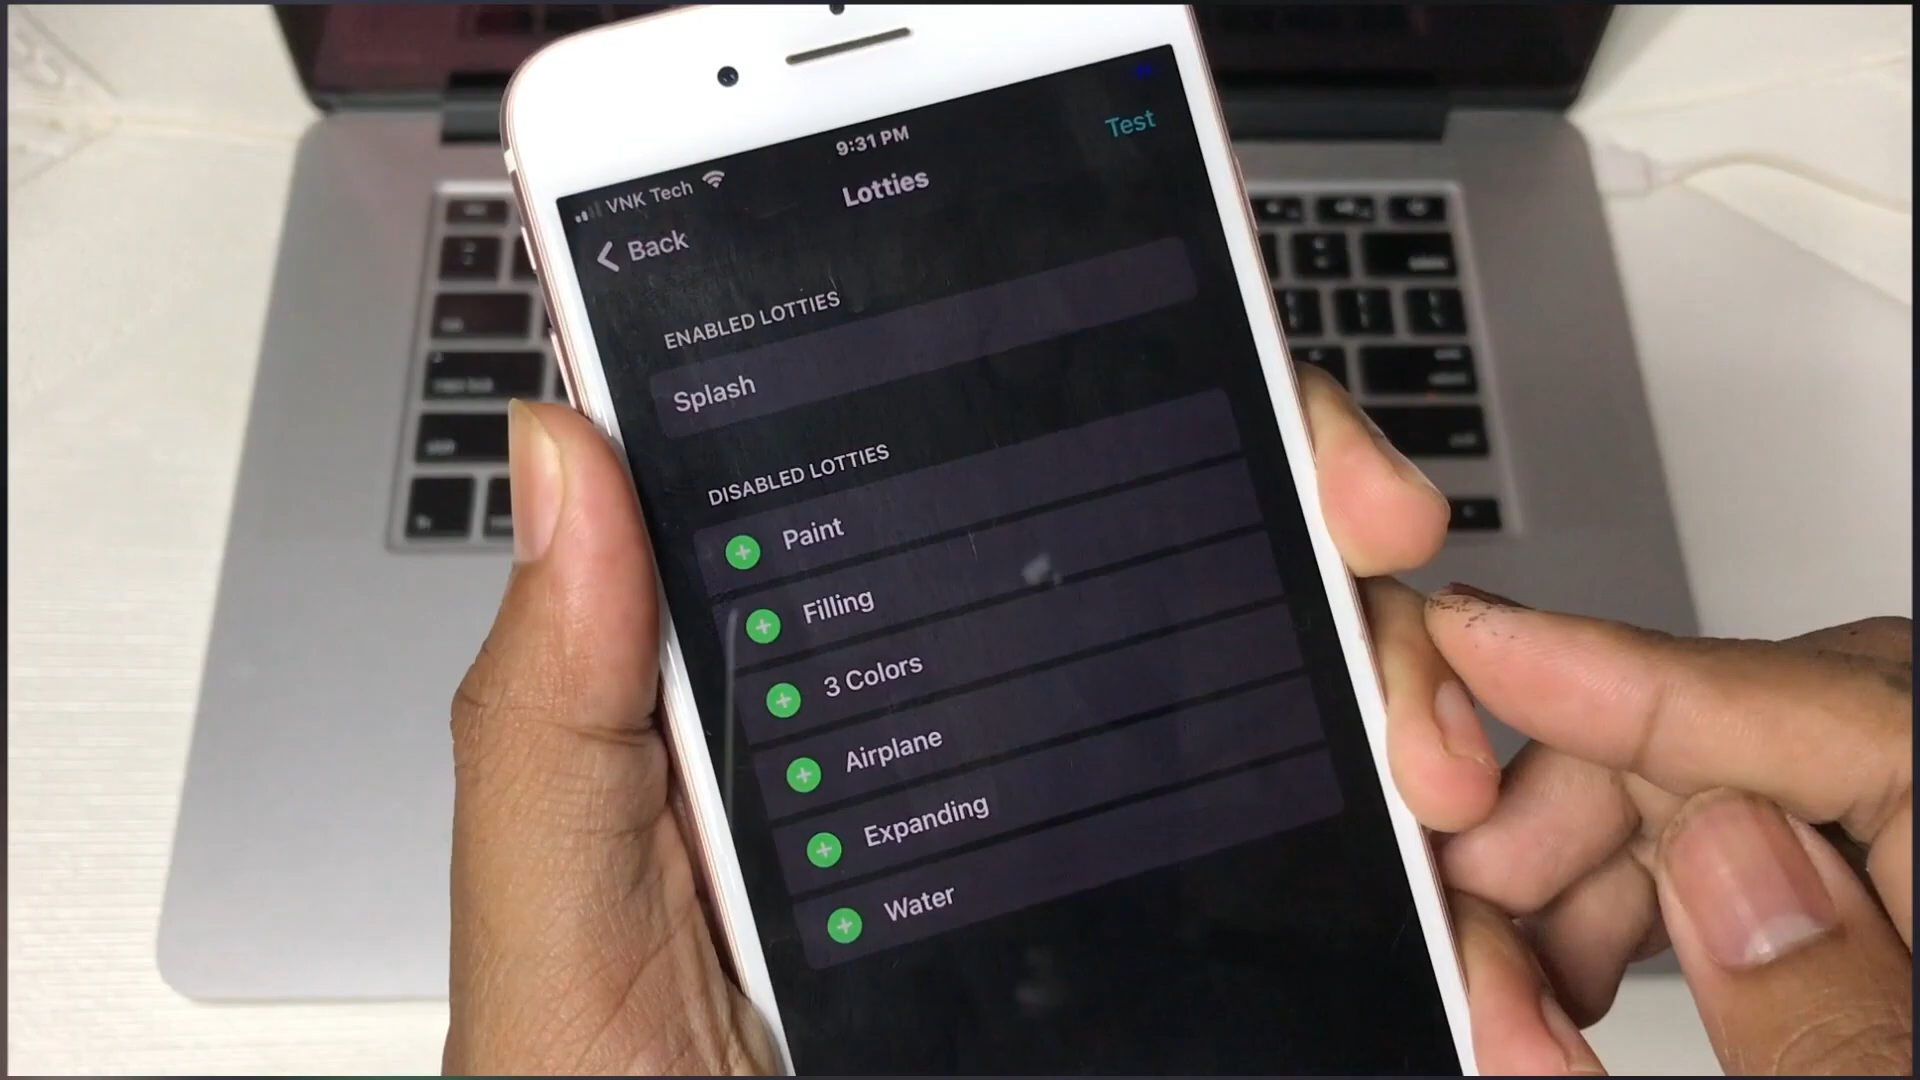 9:31 PM
VNK Tech
Test
Lotties
Back
ENABLED LOTTIES
Splash
DISABLED LOTTIES
Paint
Filling
3 Colors
Airplane
Expanding
Water